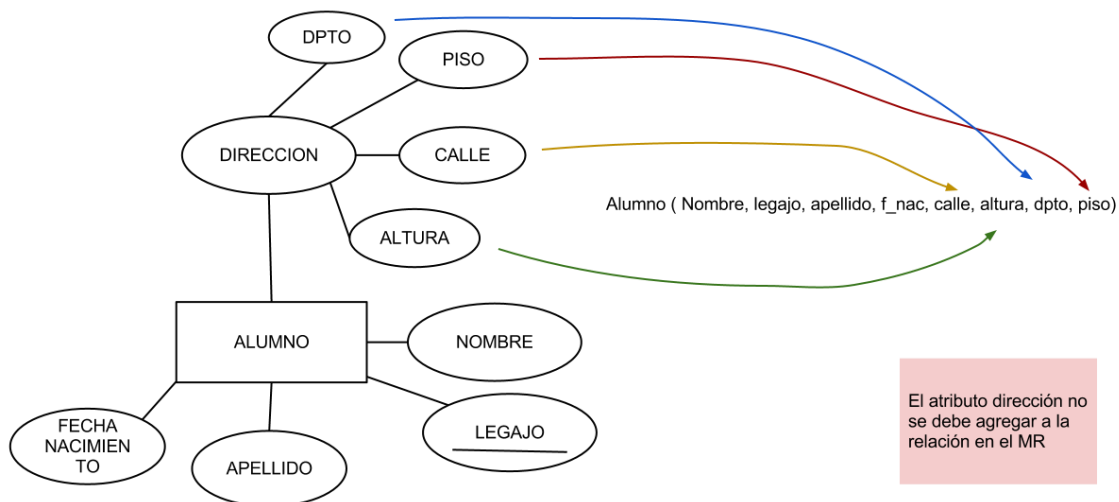 DPTO
PISO
DIRECCION
CALLE
Alumno ( Nombre, legajo, apellido, f_nac, calle, altura, dpto, piso)
ALTURA
ALUMNO
NOMBRE
El atributo dirección no
se debe agregar a la
relación en el MR
FECHA
NACIMIEN
TO
LEGAJO
APELLIDO